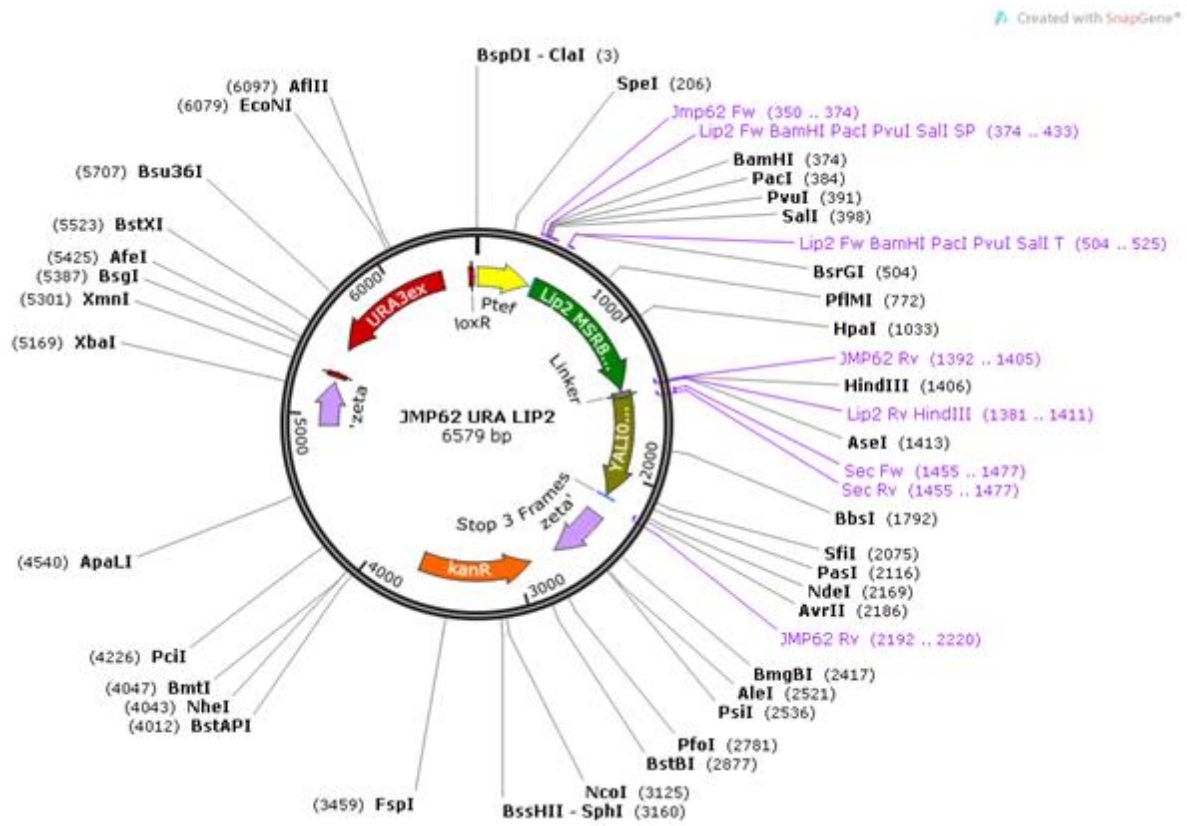 Created with SnapGene®
BspDI - ClaI (3)
(6097) AflII
(6079) EcoNI
SpeI (206)
Jmp62 Fw (350 .. 374)
Lip2 Fw BamHI PacI PvuI SalI SP (374 .. 433)
BamHI (374)
PacI (384)
PvuI (391)
SalI (398)
(5707) Bsu36I
(5523) BstXI
(5425) AfeI
(5387) BsgI
(5301) XmnI
(5169) XbaI
Lip2 Fw BamHI PacI PvuI SalI T (504 .. 525)
BsrGI (504)
PflMI (772)
HpaI (1033)
JMP62 Rv (1392 .. 1405)
HindIII (1406)
Lip2 Rv HindIII (1381 .. 1411)
AseI (1413)
Sec Fw (1455 .. 1477)
Sec Rv (1455 .. 1477)
BbsI (1792)
SfiI (2075)
PasI (2116)
NdeI (2169)
AvrII (2186)
JMP62 Rv (2192 .. 2220)
BmgBI (2417)
AleI (2521)
PsiI (2536)
PfoI (2781)
BstBI (2877)
NcoI (3125)
BssHII - SphI (3160)
(3459) FspI
(4540) ApaLI
(4226) PciI
(4047) BmtI
(4043) NheI
(4012) BstAPI
6000
1000
2000
3000
4000
5000
URA3ex
loxR
Ptef
Lip2 MSR8...
Linker
YALI0...
Stop 3 Frames
zeta'
kanR
'zeta
JMP62 URA LIP2
6579 bp